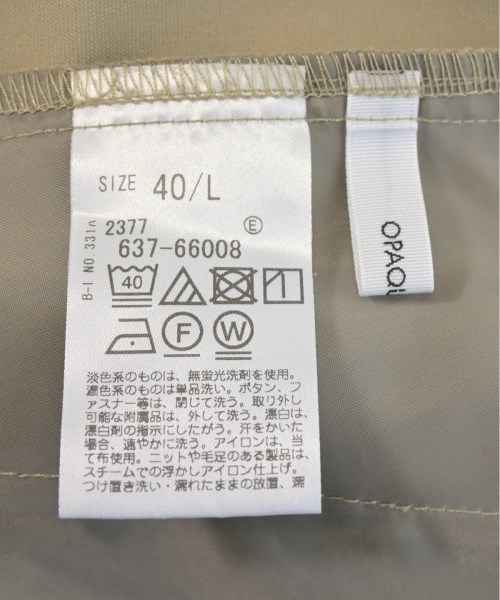 SIZE 40/L
2377 Ⓔ
637-66008
B-1 NO.331
40
F W
淡色系のものは、無蛍光洗剤を使用。
濃色系のものは単品洗い。ボタン、フ
ァスナー等は、閉じて洗う。取り外し
可能な附属品は、外して洗う。漂白は、
漂白剤の指示にしたがう。汗をかいた
場合、速やかに洗う。アイロンは、当
て布使用。ニットや毛足のある製品は、
スチームでの浮かしアイロン仕上げ。
つけ置き洗い・濡れたままの放置、濡
OPAQU